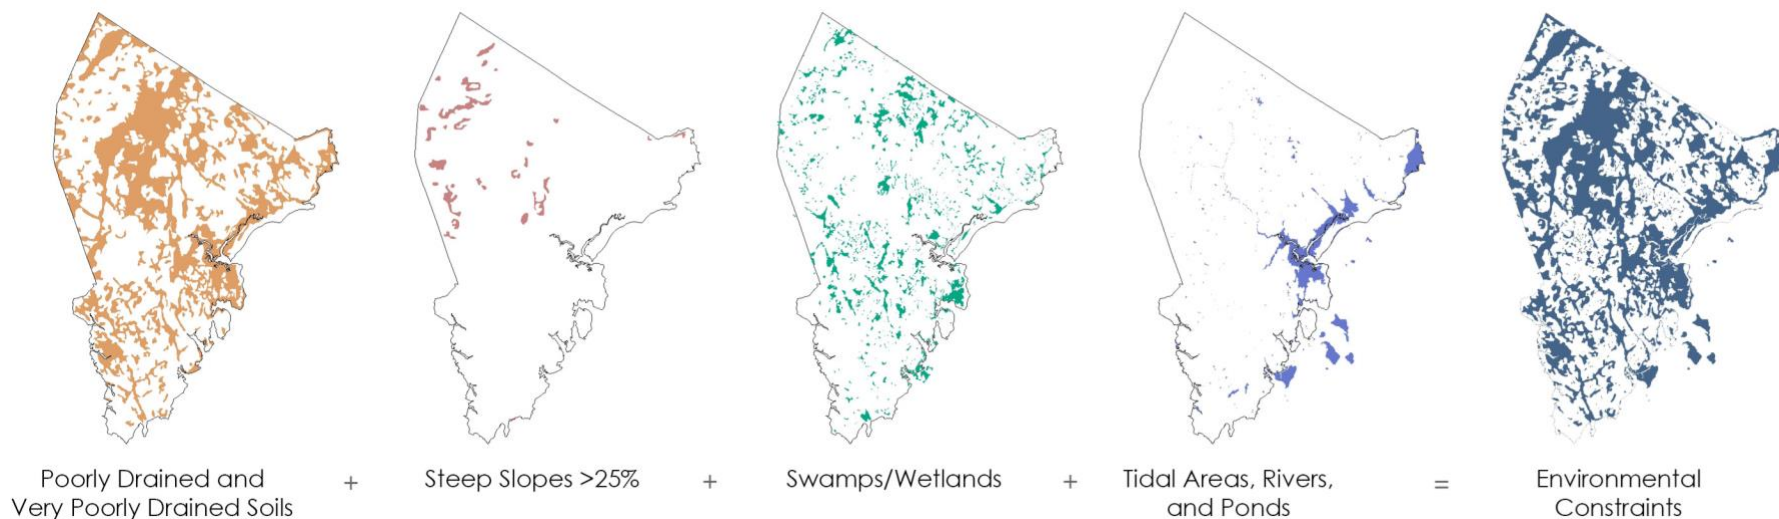 Poorly Drained and
Very Poorly Drained Soils
+
Steep Slopes >25%
+
Swamps/Wetlands
+
Tidal Areas, Rivers,
and Ponds
=
Environmental
Constraints